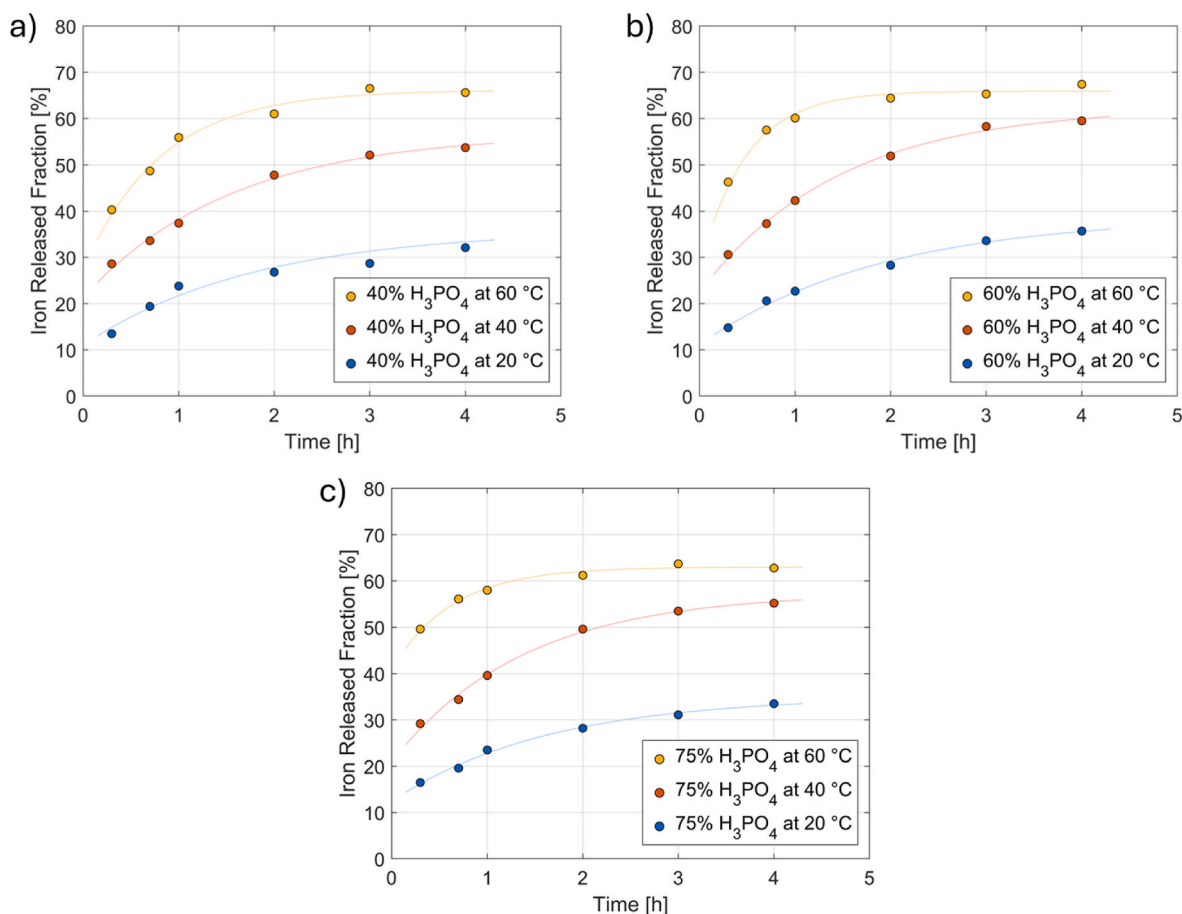 a)
Iron Released Fraction [%]
80
70
60
50
40
30
20
10
0
40% H₃PO₄ at 60 °C
40% H₃PO₄ at 40 °C
40% H₃PO₄ at 20 °C
0 1 2 3 4 5
Time [h]
b)
Iron Released Fraction [%]
80
70
60
50
40
30
20
10
0
60% H₃PO₄ at 60 °C
60% H₃PO₄ at 40 °C
60% H₃PO₄ at 20 °C
0 1 2 3 4 5
Time [h]
c)
Iron Released Fraction [%]
80
70
60
50
40
30
20
10
0
75% H₃PO₄ at 60 °C
75% H₃PO₄ at 40 °C
75% H₃PO₄ at 20 °C
0 1 2 3 4 5
Time [h]